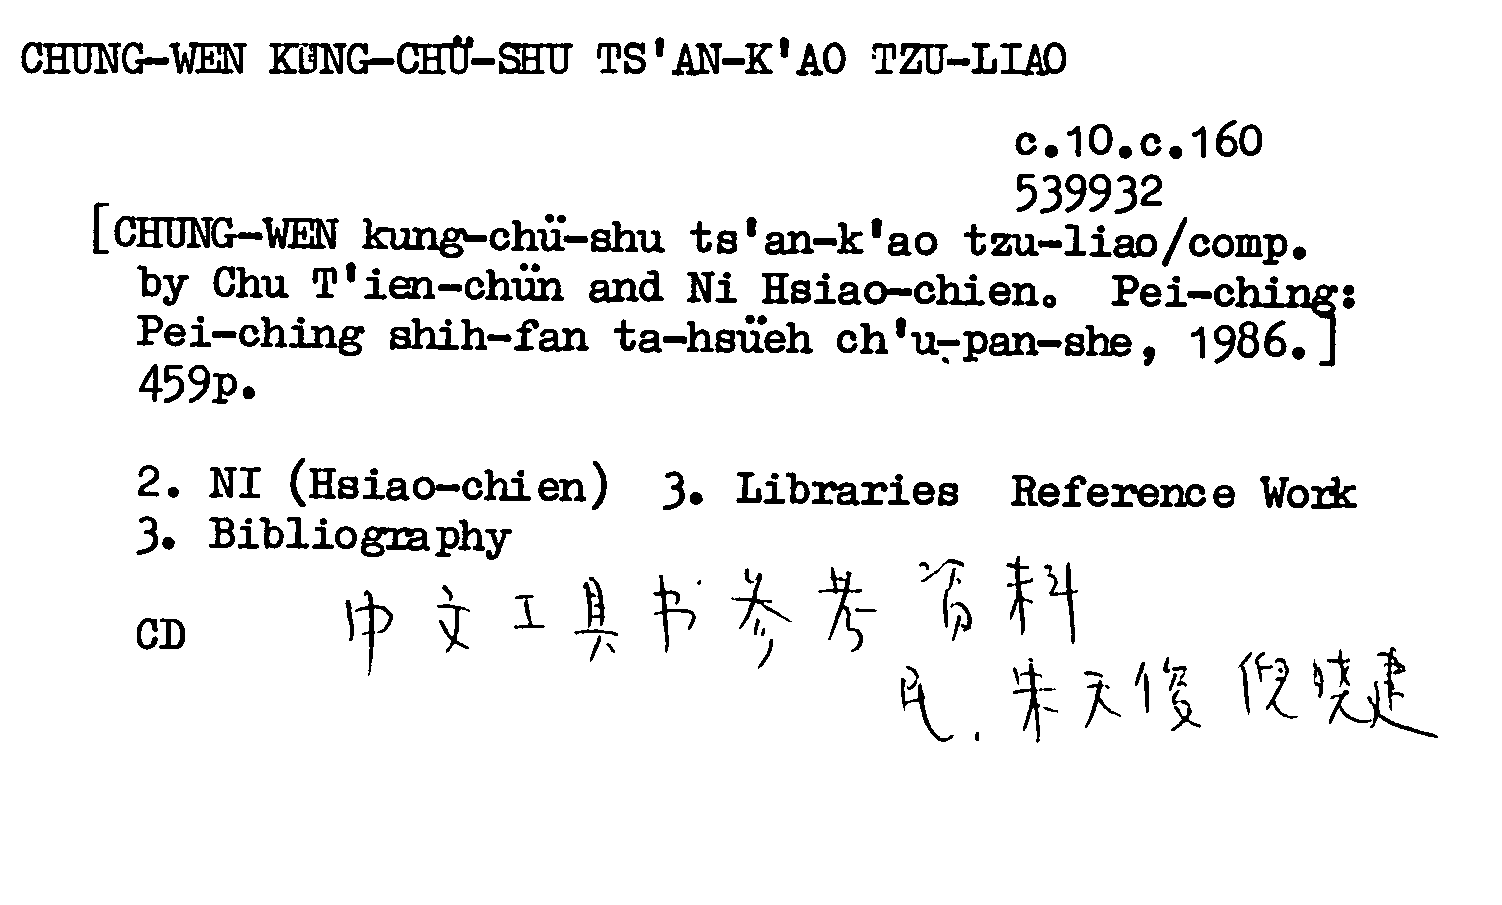 CHUNG-WEN KUNG-CHÜ-SHU TS'AN-K'AO TZU-LIAO
c.10.c.160
539932
[CHUNG-WEN kung-chü-shu ts'an-k'ao tzu-liao/comp.
by Chu T'ien-chün and Ni Hsiao-chien. Pei-ching:
Pei-ching shih-fan ta-hsüeh ch'u-pan-she, 1986.]
459p.
2. NI (Hsiao-chien) 3. Libraries Reference Work
3. Bibliography
CD 中文工具书参考资料
朱天俊 倪晓建